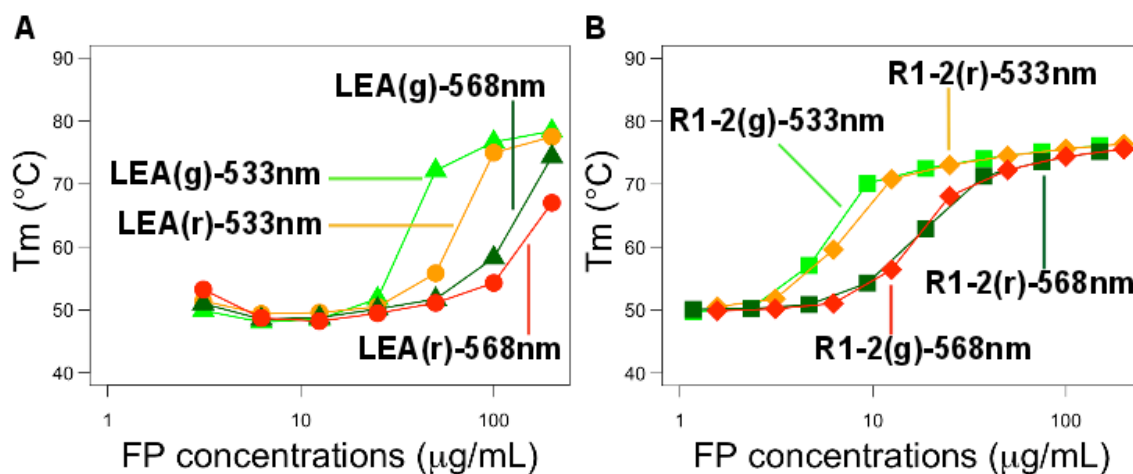 A
90
80
70
60
50
40
Tm (°C)
LEA(g)-568nm
LEA(g)-533nm
LEA(r)-533nm
LEA(r)-568nm
1
10
100
FP concentrations (μg/mL)
B
90
80
70
60
50
40
Tm (°C)
R1-2(r)-533nm
R1-2(g)-533nm
R1-2(r)-568nm
R1-2(g)-568nm
1
10
100
FP concentrations (μg/mL)